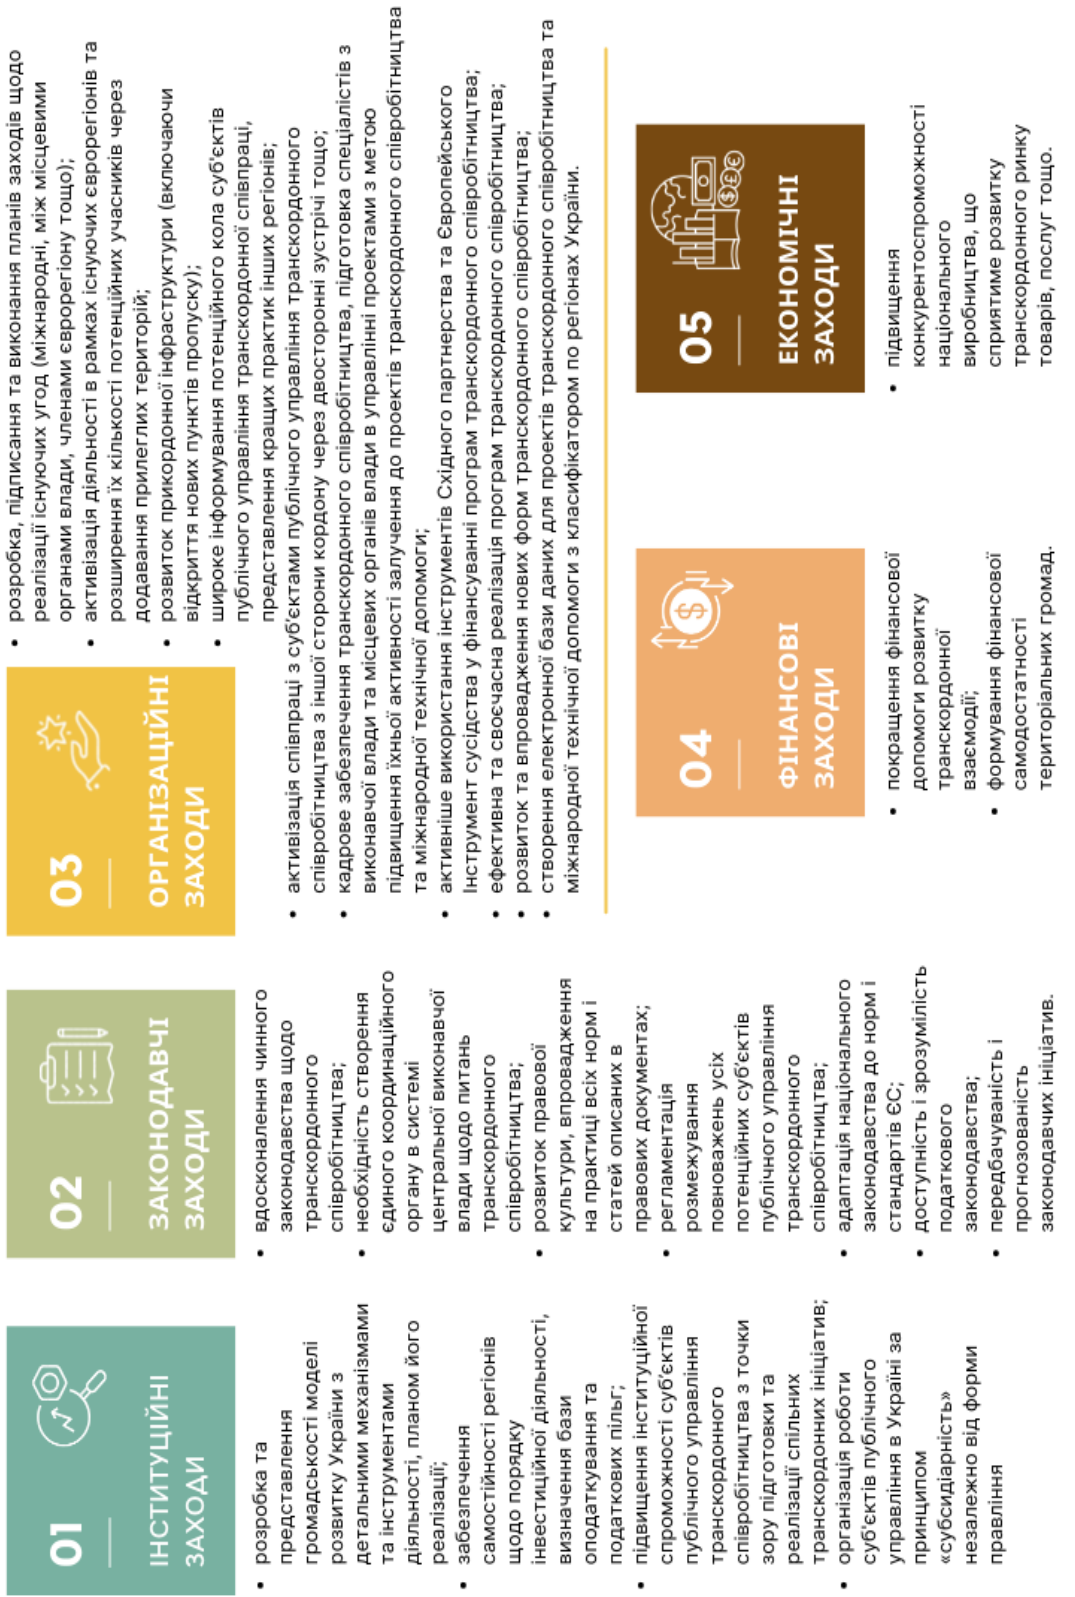 01
ІНСТИТУЦІЙНІ
ЗАХОДИ
• розробка та
представлення
громадськості моделі
розвитку України з
детальними механізмами
та інструментами
діяльності, планом його
реалізації;
• забезпечення
самостійності регіонів
щодо порядку
інвестиційної діяльності,
визначення бази
оподаткування та
податкових пільг;
• підвищення інституційної
спроможності суб'єктів
публічного управління
транскордонного
співробітництва з точки
зору підготовки та
реалізації спільних
транскордонних ініціатив;
• організація роботи
суб'єктів публічного
управління в Україні за
принципом
«субсидіарність»
незалежно від форми
правління
02
ЗАКОНОДАВЧІ
ЗАХОДИ
• вдосконалення чинного
законодавства щодо
транскордонного
співробітництва;
• необхідність створення
єдиного координаційного
органу в системі
центральної виконавчої
влади щодо питань
транскордонного
співробітництва;
• розвиток правової
культури, впровадження
на практиці всіх норм і
статей описаних в
правових документах;
• регламентація
розмежування
повноважень усіх
потенційних суб'єктів
публічного управління
транскордонного
співробітництва;
• адаптація національного
законодавства до норм і
стандартів ЄС;
• доступність і зрозумілість
податкового
законодавства;
• передбачуваність і
прогнозованість
законодавчих ініціатив.
03
ОРГАНІЗАЦІЙНІ
ЗАХОДИ
• розробка, підписання та виконання планів заходів щодо
реалізації існуючих угод (міжнародні, між місцевими
органами влади, членами єврорегіону тощо);
• активізація діяльності в рамках існуючих єврорегіонів та
розширення їх кількості потенційних учасників через
додавання прилеглих територій;
• розвиток прикордонної інфраструктури (включаючи
відкриття нових пунктів пропуску);
• широке інформування потенційного кола суб'єктів
публічного управління транскордонної співпраці,
представлення кращих практик інших регіонів;
• активізація співпраці з суб'єктами публічного управління транскордонного
співробітництва з іншої сторони кордону через двосторонні зустрічі тощо;
• кадрове забезпечення транскордонного співробітництва, підготовка спеціалістів з
виконавчої влади та місцевих органів влади в управлінні проектами з метою
підвищення їхньої активності залучення до проектів транскордонного співробітництва
та міжнародної технічної допомоги;
• активніше використання інструментів Східного партнерства та Європейського
Інструмент сусідства у фінансуванні програм транскордонного співробітництва;
• ефективна та своєчасна реалізація програм транскордонного співробітництва;
• розвиток та впровадження нових форм транскордонного співробітництва;
• створення електронної бази даних для проектів транскордонного співробітництва та
міжнародної технічної допомоги з класифікатором по регіонах України.
04
ФІНАНСОВІ
ЗАХОДИ
• покращення фінансової
допомоги розвитку
транскордонної
взаємодії;
• формування фінансової
самодостатності
територіальних громад.
05
ЕКОНОМІЧНІ
ЗАХОДИ
• підвищення
конкурентоспроможності
національного
виробництва, що
сприятиме розвитку
транскордонного ринку
товарів, послуг тощо.